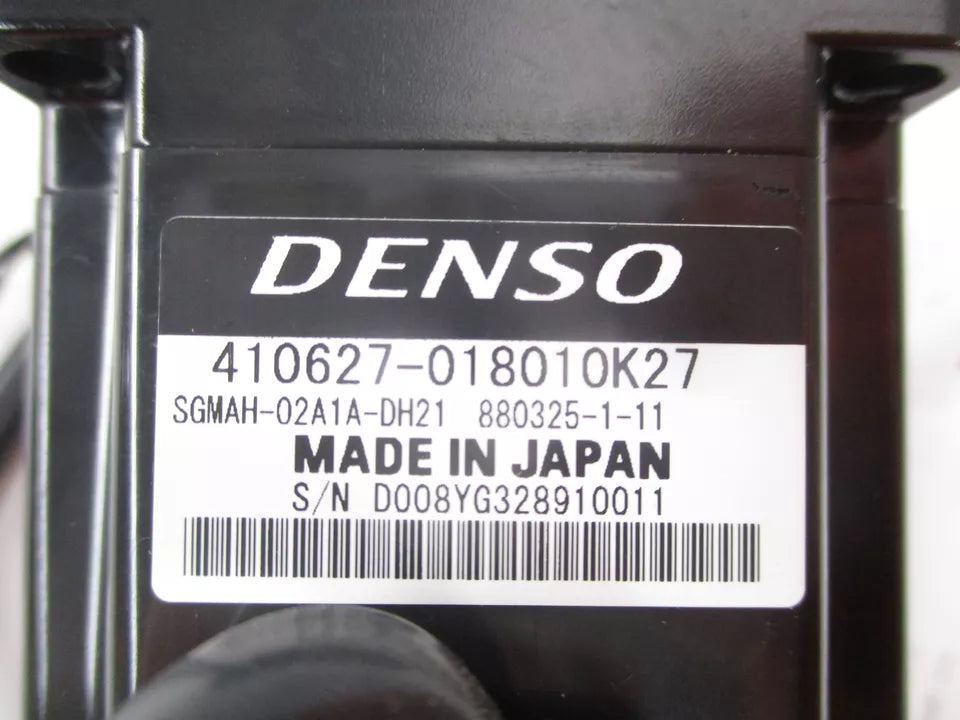 DENSO
410627-018010K27
SGMAH-02A1A-DH21 880325-1-11
MADE IN JAPAN
S/N D008YG328910011